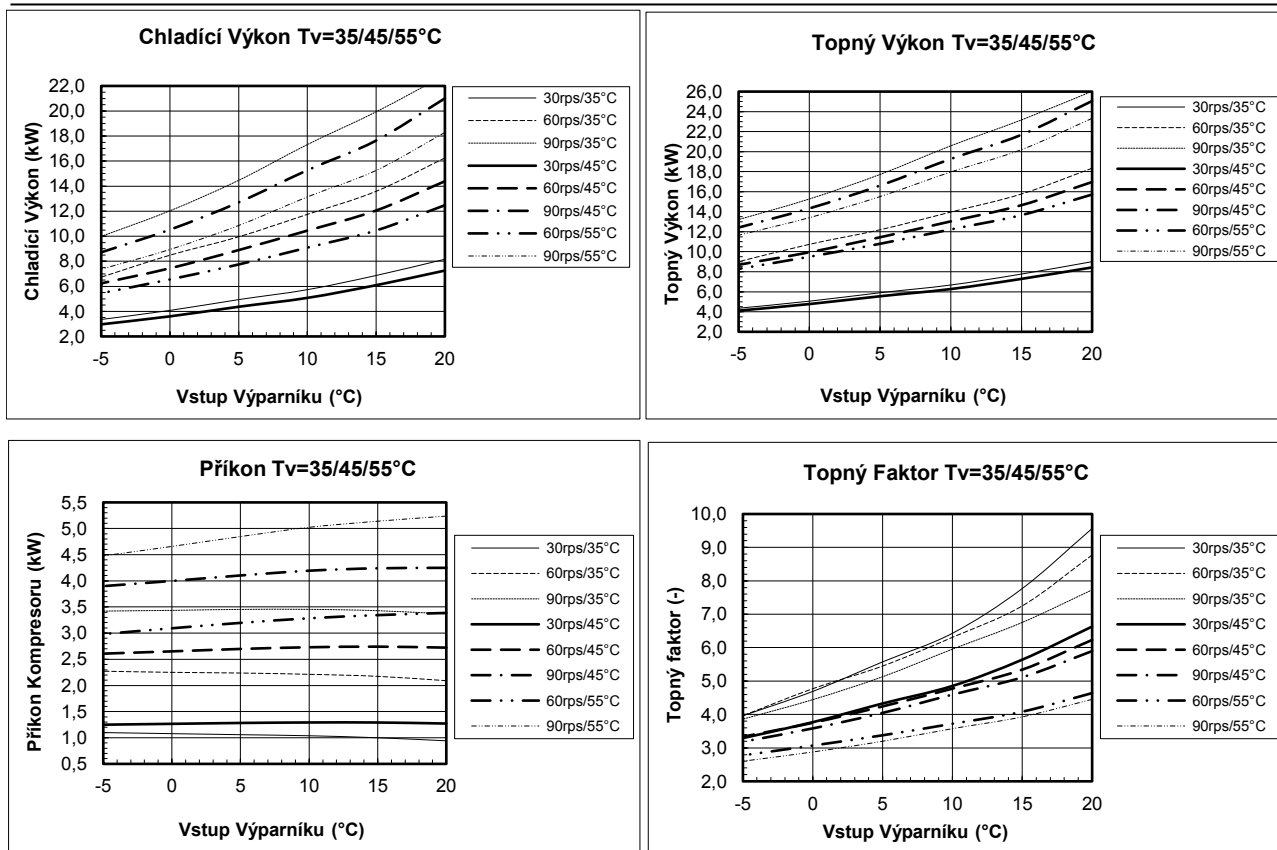 Chladící Výkon Tv=35/45/55°C
Chladící Výkon (kW)
22,0
20,0
18,0
16,0
14,0
12,0
10,0
8,0
6,0
4,0
2,0
-5 0 5 10 15 20
Vstup Výparníku (°C)
30rps/35°C
60rps/35°C
90rps/35°C
30rps/45°C
60rps/45°C
90rps/45°C
60rps/55°C
90rps/55°C
Topný Výkon Tv=35/45/55°C
Topný Výkon (kW)
26,0
24,0
22,0
20,0
18,0
16,0
14,0
12,0
10,0
8,0
6,0
4,0
2,0
-5 0 5 10 15 20
Vstup Výparníku (°C)
30rps/35°C
60rps/35°C
90rps/35°C
30rps/45°C
60rps/45°C
90rps/45°C
60rps/55°C
90rps/55°C
Příkon Tv=35/45/55°C
Příkon Kompresoru (kW)
5,5
5,0
4,5
4,0
3,5
3,0
2,5
2,0
1,5
1,0
0,5
-5 0 5 10 15 20
Vstup Výparníku (°C)
30rps/35°C
60rps/35°C
90rps/35°C
30rps/45°C
60rps/45°C
90rps/45°C
60rps/55°C
90rps/55°C
Topný Faktor Tv=35/45/55°C
Topný faktor (-)
10,0
9,0
8,0
7,0
6,0
5,0
4,0
3,0
2,0
-5 0 5 10 15 20
Vstup Výparníku (°C)
30rps/35°C
60rps/35°C
90rps/35°C
30rps/45°C
60rps/45°C
90rps/45°C
60rps/55°C
90rps/55°C